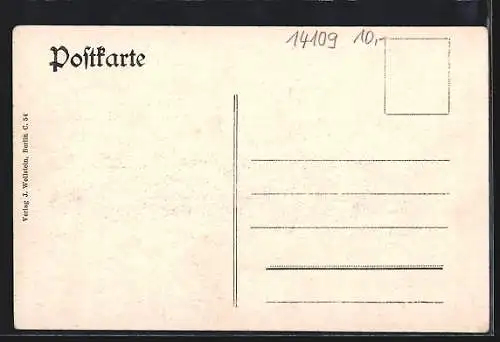 Poſtkarte
14109 10,-
Verlag J. Wollstein, Berlin C. 54